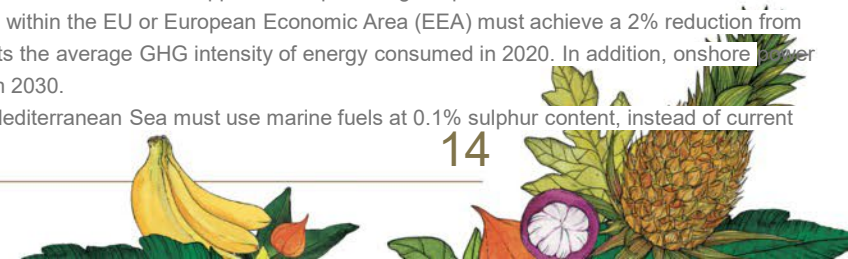 within the EU or European Economic Area (EEA) must achieve a 2% reduction from
ts the average GHG intensity of energy consumed in 2020. In addition, onshore power
n 2030.
editerranean Sea must use marine fuels at 0.1% sulphur content, instead of current
14